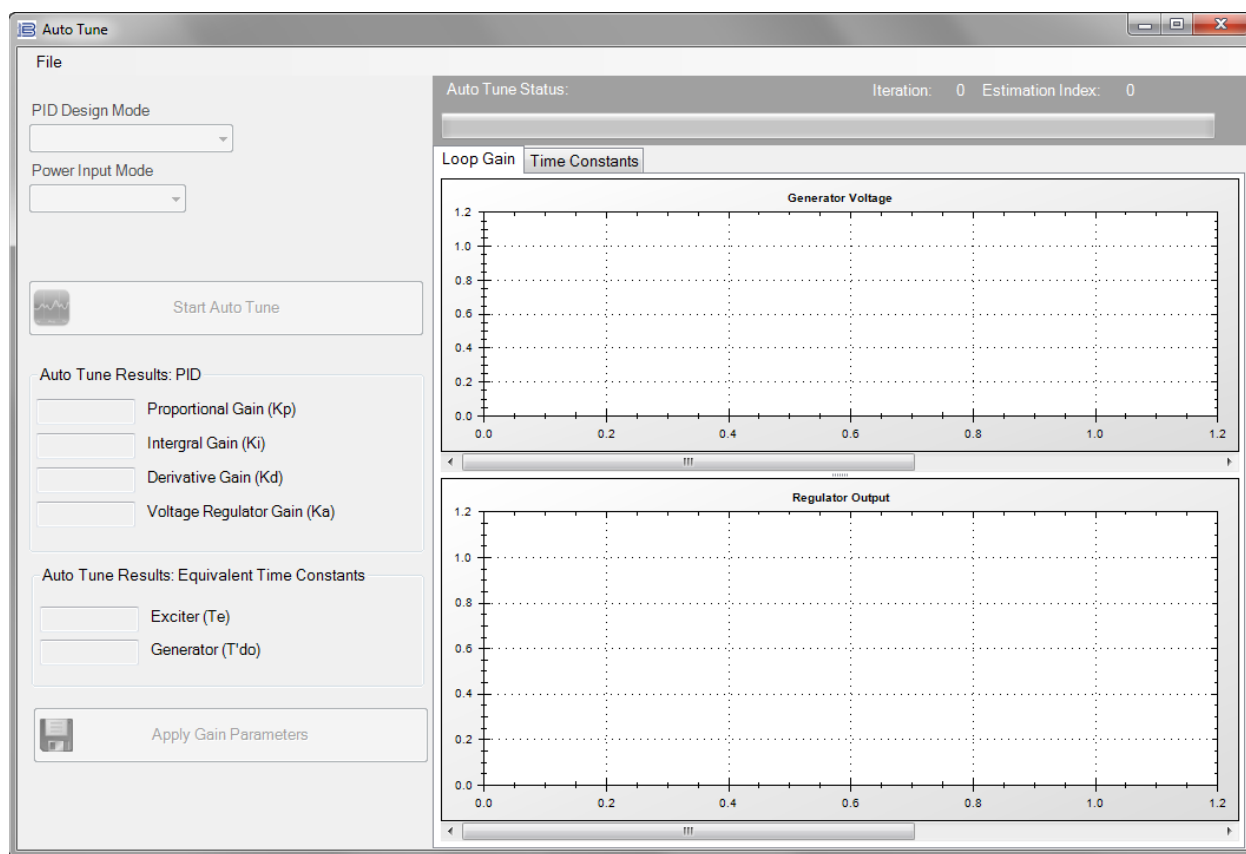 Auto Tune
File
PID Design Mode
Power Input Mode
Start Auto Tune
Auto Tune Results: PID
Proportional Gain (Kp)
Intergral Gain (Ki)
Derivative Gain (Kd)
Voltage Regulator Gain (Ka)
Auto Tune Results: Equivalent Time Constants
Exciter (Te)
Generator (T'do)
Apply Gain Parameters
Auto Tune Status: Iteration: 0 Estimation Index: 0
Loop Gain Time Constants
Generator Voltage
1.2
1.0
0.8
0.6
0.4
0.2
0.0
0.0 0.2 0.4 0.6 0.8 1.0 1.2
Regulator Output
1.2
1.0
0.8
0.6
0.4
0.2
0.0
0.0 0.2 0.4 0.6 0.8 1.0 1.2